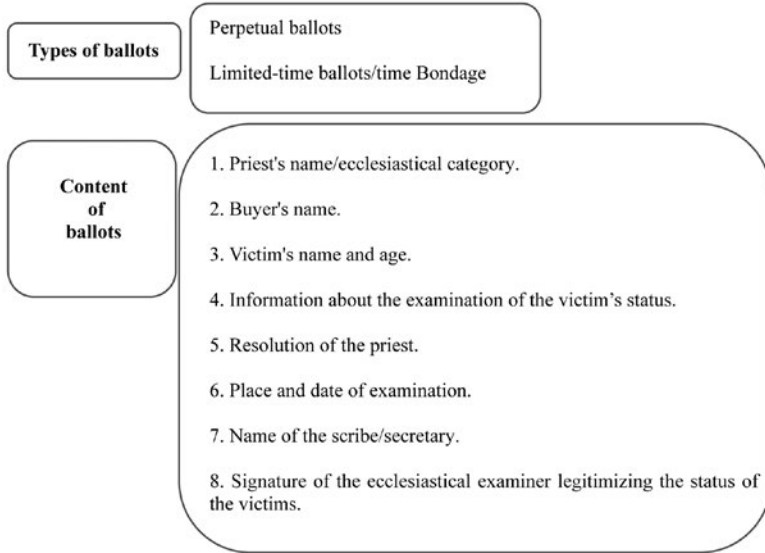 Types of ballots
Perpetual ballots
Limited-time ballots/time Bondage
Content
of
ballots
1. Priest's name/ecclesiastical category.
2. Buyer's name.
3. Victim's name and age.
4. Information about the examination of the victim’s status.
5. Resolution of the priest.
6. Place and date of examination.
7. Name of the scribe/secretary.
8. Signature of the ecclesiastical examiner legitimizing the status of
the victims.